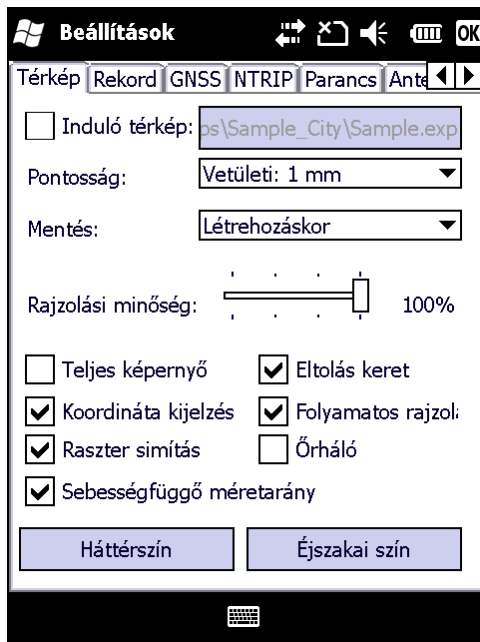 Beállítások OK
Térkép Rekord GNSS NTRIP Parancs Ante
Induló térkép: ps\Sample_City\Sample.exp
Pontosság: Vetületi: 1 mm
Mentés: Létrehozáskor
Rajzolási minőség: 100%
Teljes képernyő Eltolás keret
Koordináta kijelzés Folyamatos rajzolá
Raszter simítás Őrháló
Sebességfüggő méretarány
Háttérszín Éjszakai szín